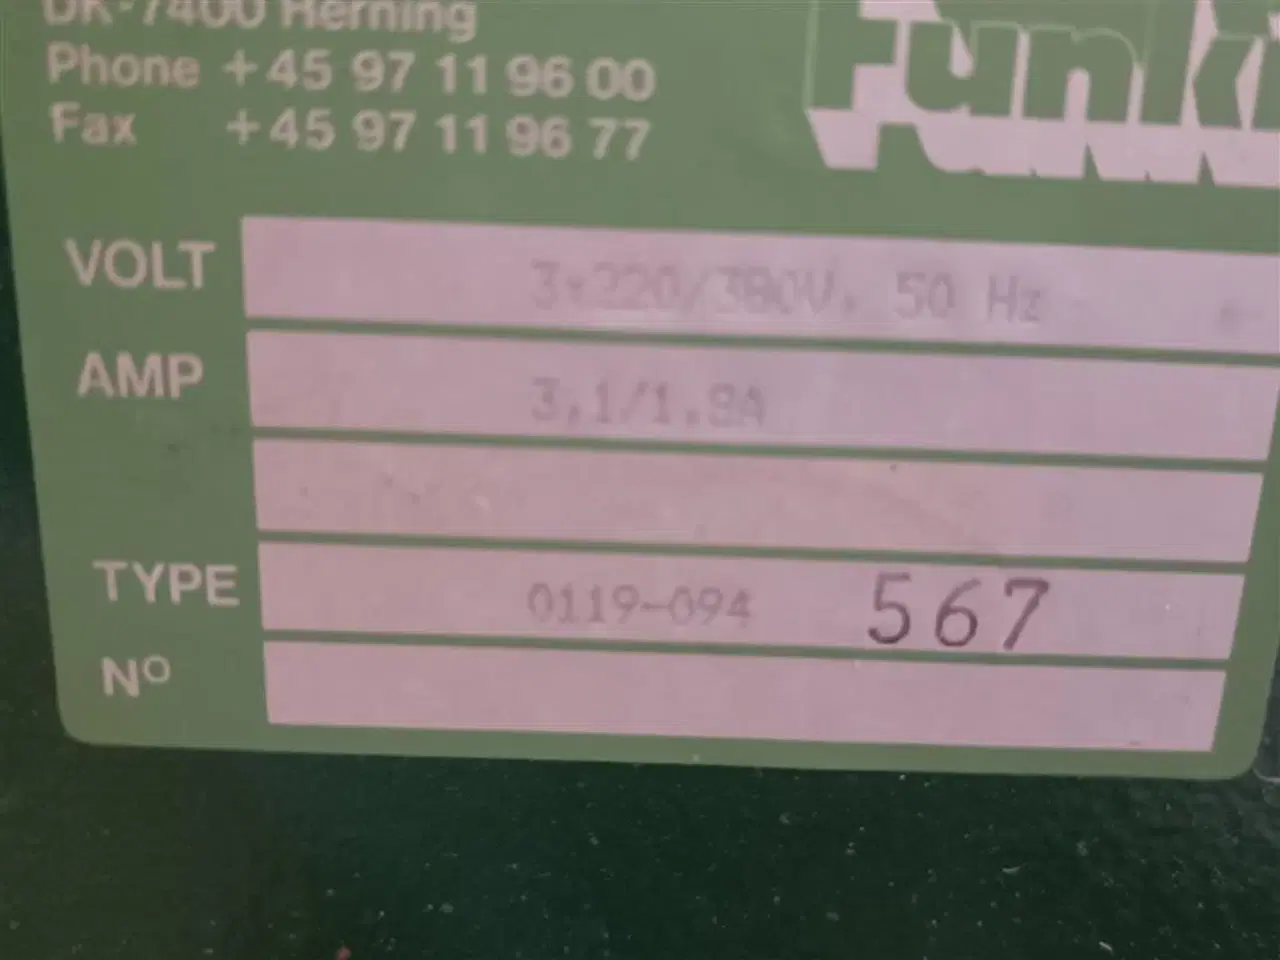 DK-7400 Herning
Phone +45 97 11 96 00
Fax +45 97 11 96 77
Funki
VOLT 3x220/380V, 50 Hz
AMP 3,1/1,8A
TYPE 0119-094 567
Nº